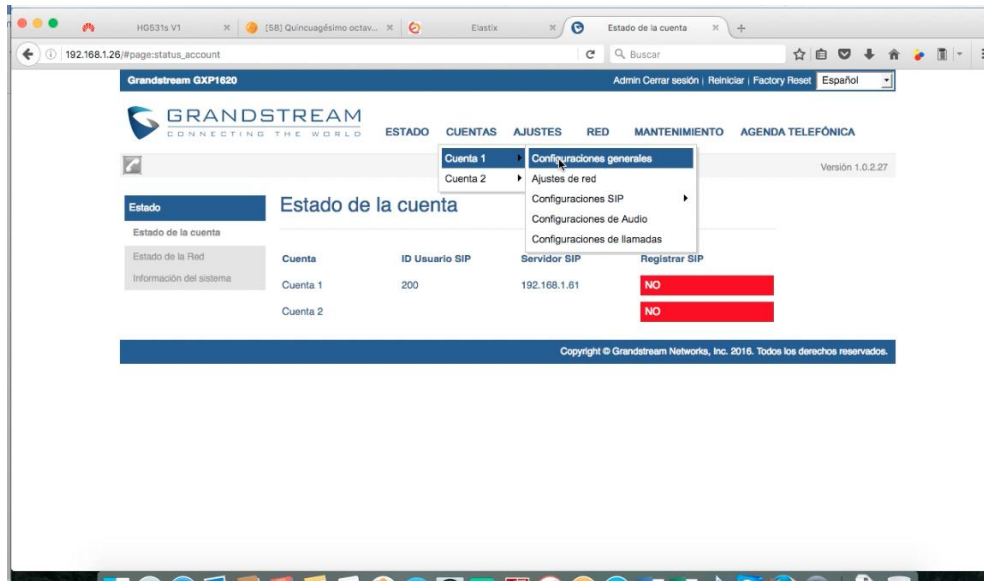 HG531s V1
[58] Quincuagésimo octav...
Elastix
Estado de la cuenta
192.168.1.26/#page:status_account
Buscar
Grandstream GXP1620
Admin Cerrar sesión | Reiniciar | Factory Reset
Español
GRANDSTREAM
CONNECTING THE WORLD
ESTADO CUENTAS AJUSTES RED MANTENIMIENTO AGENDA TELEFÓNICA
Cuenta 1
Configuraciones generales
Versión 1.0.2.27
Cuenta 2
Ajustes de red
Configuraciones SIP
Configuraciones de Audio
Configuraciones de llamadas
Estado
Estado de la cuenta
Estado de la Red
Información del sistema
Estado de la cuenta
Cuenta ID Usuario SIP Servidor SIP Registrar SIP
Cuenta 1 200 192.168.1.61 NO
Cuenta 2 NO
Copyright © Grandstream Networks, Inc. 2016. Todos los derechos reservados.